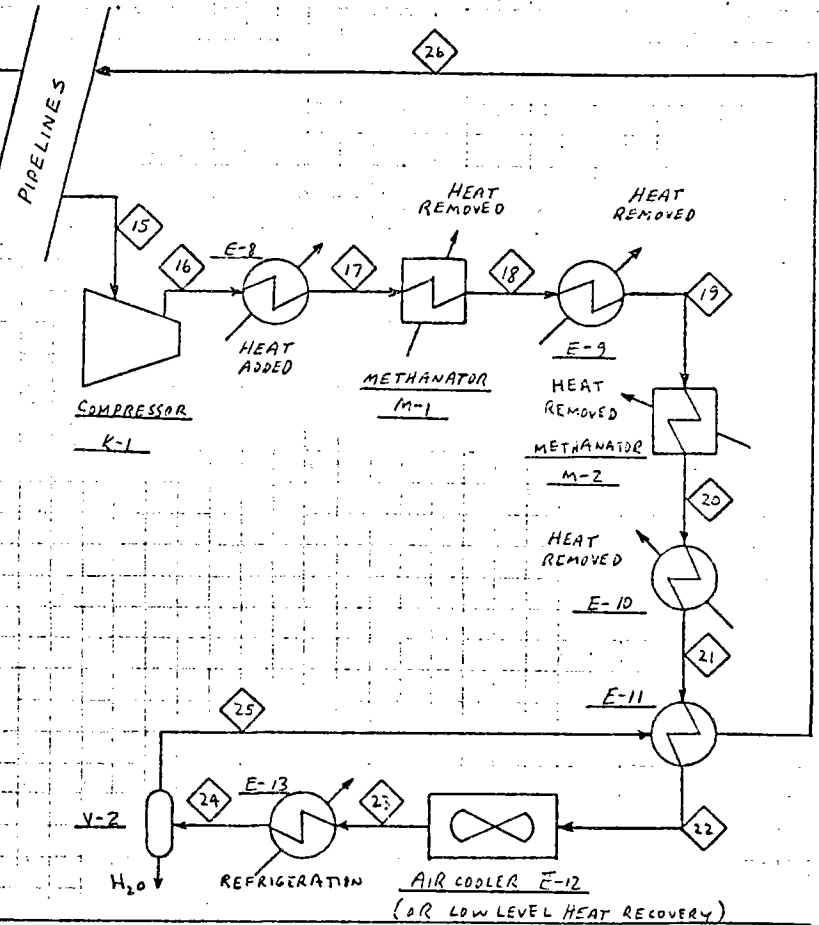 26
PIPELINES
15
16
E-8
17
HEAT
ADDED
HEAT
REMOVED
18
HEAT
REMOVED
19
E-9
COMPRESSOR
K-1
METHANATOR
M-1
HEAT
REMOVED
METHANATOR
M-2
20
HEAT
REMOVED
E-10
21
E-11
25
V-2
24
E-13
23
22
H2O
REFRIGERATION
AIR COOLER E-12
(OR LOW LEVEL HEAT RECOVERY)